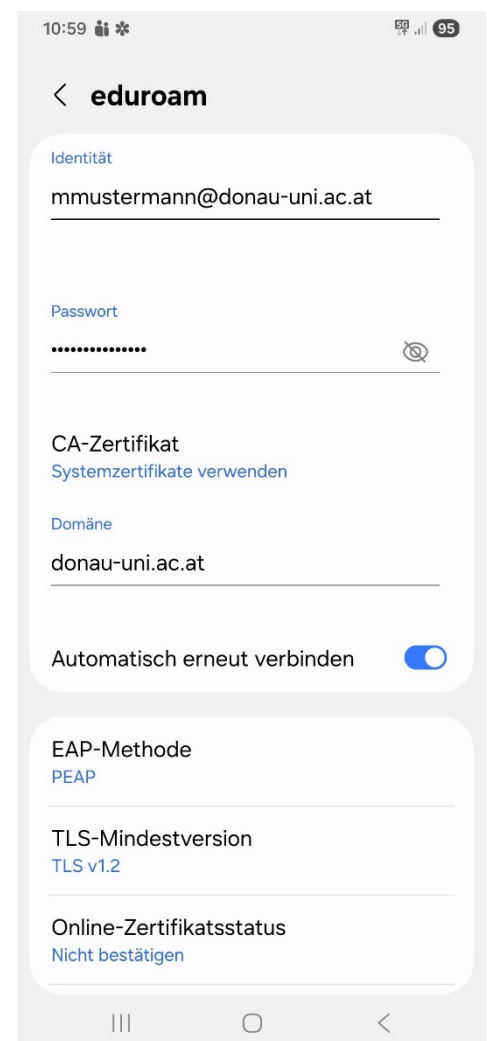 10:59
5G 95
eduroam
Identität
mmustermann@donau-uni.ac.at
Passwort
•••••••••••••••
CA-Zertifikat
Systemzertifikate verwenden
Domäne
donau-uni.ac.at
Automatisch erneut verbinden
EAP-Methode
PEAP
TLS-Mindestversion
TLS v1.2
Online-Zertifikatsstatus
Nicht bestätigen